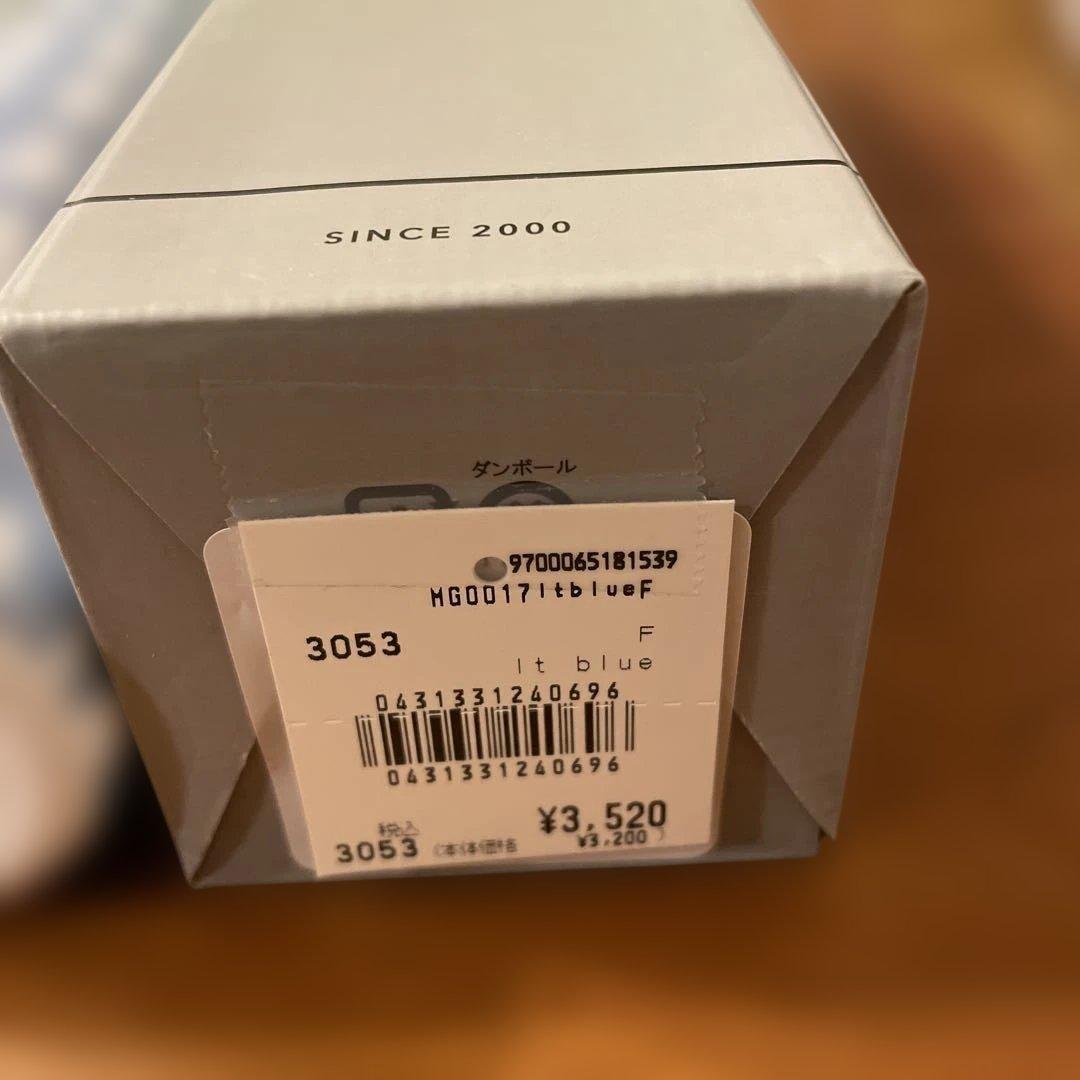 SINCE 2000
ダンボール
9700065181539
MG0017ltblueF
3053
F
lt blue
0431331240696
0431331240696
税込
¥3,520
3053 (本体価格 ¥3,200 )